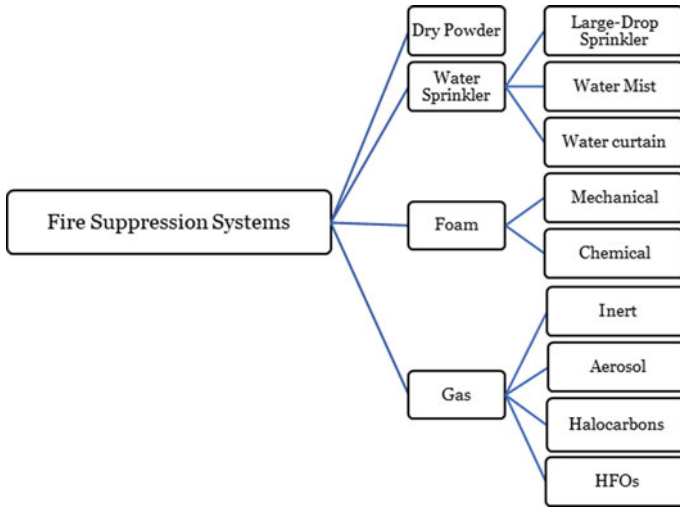 Fire Suppression Systems
Dry Powder
Water
Sprinkler
Large-Drop
Sprinkler
Water Mist
Water curtain
Foam
Mechanical
Chemical
Gas
Inert
Aerosol
Halocarbons
HFOs